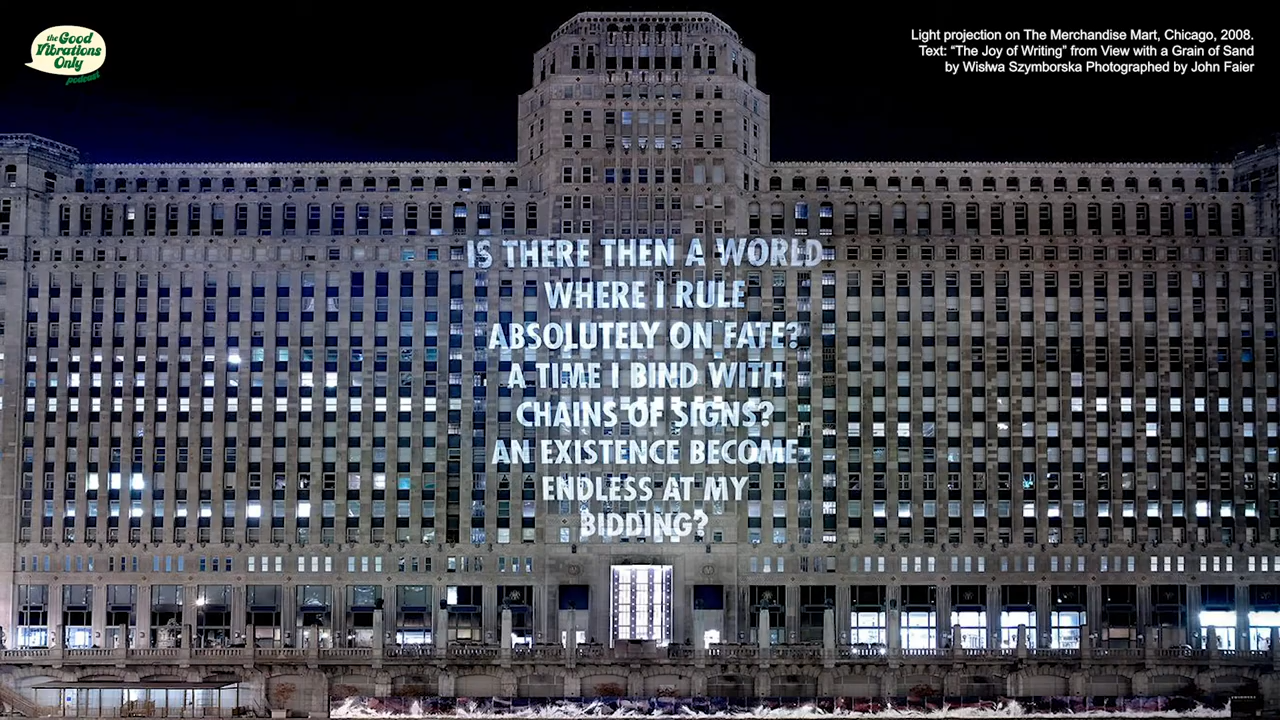 the Good
Vibrations
Only
podcast
Light projection on The Merchandise Mart, Chicago, 2008.
Text: “The Joy of Writing” from View with a Grain of Sand
by Wisłwa Szymborska Photographed by John Faier
IS THERE THEN A WORLD
WHERE I RULE
ABSOLUTELY ON FATE?
A TIME I BIND WITH
CHAINS OF SIGNS?
AN EXISTENCE BECOME
ENDLESS AT MY
BIDDING?